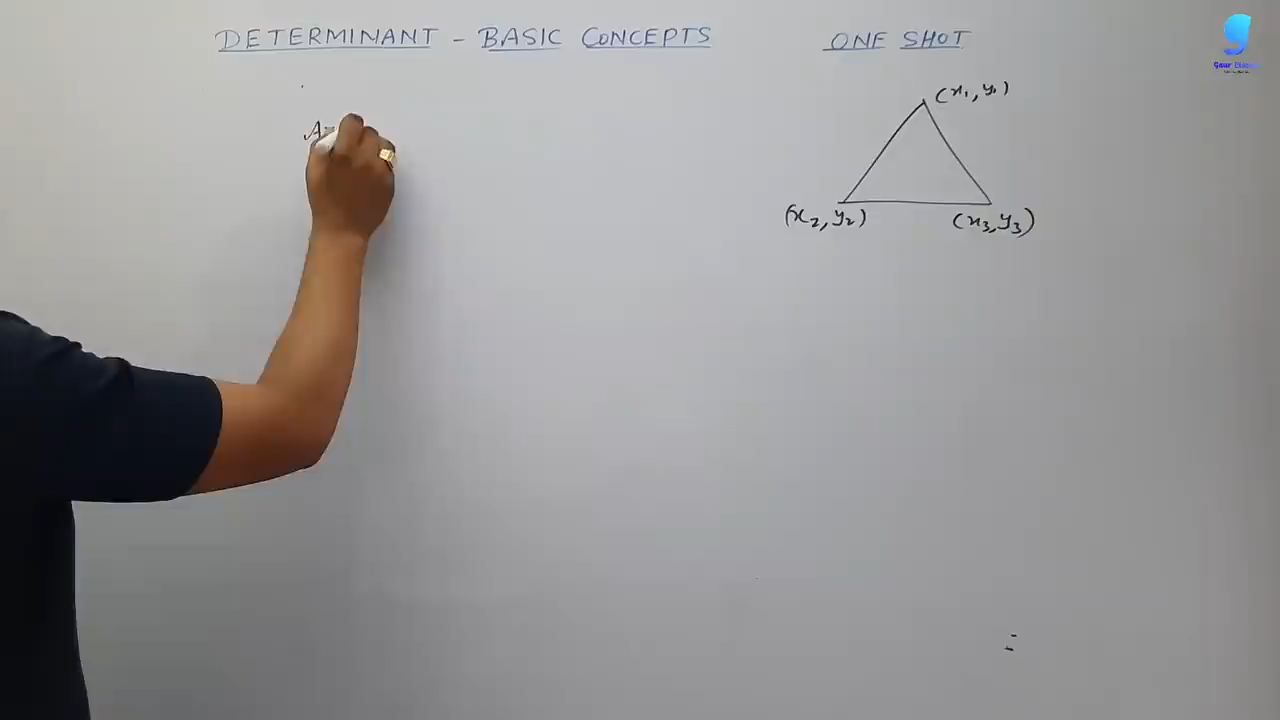 DETERMINANT - BASIC CONCEPTS ONE SHOT
(x₁, y₁)
A=
(x₂, y₂) (x₃, y₃)